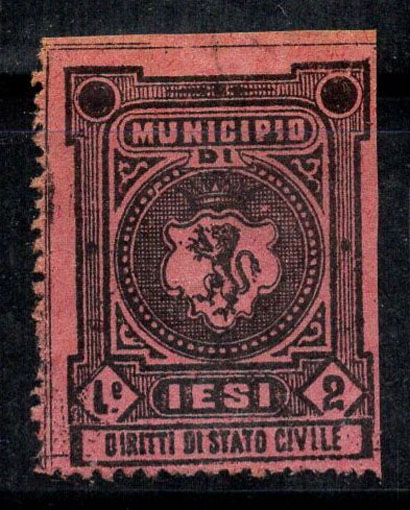 MUNICIPIO
DI
L.e IESI 2
DIRITTI DI STATO CIVILE